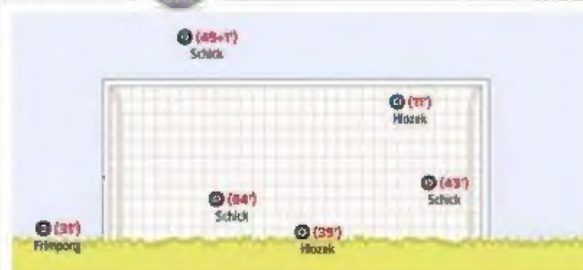 (45+1')
Schick
(11')
Hlozek
(43')
Schick
(64')
Schick
(31')
Frimpong
(39')
Hlozek